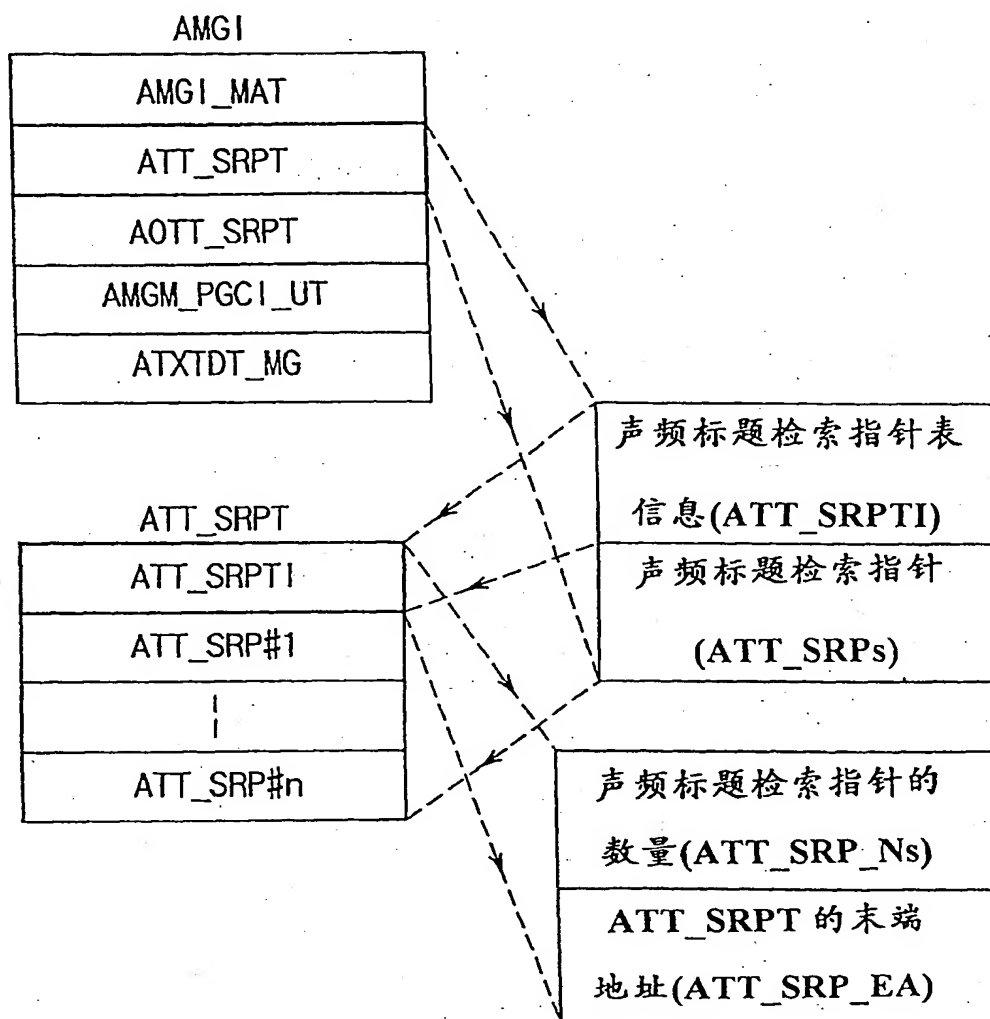 AMGI
AMGI_MAT
ATT_SRPT
AOTT_SRPT
AMGM_PGCI_UT
ATXTDT_MG
声频标题检索指针表
信息(ATT_SRPTI)
声频标题检索指针
(ATT_SRPs)
ATT_SRPT
ATT_SRPTI
ATT_SRP#1
ATT_SRP#n
声频标题检索指针的
数量(ATT_SRP_Ns)
ATT_SRPT 的末端
地址(ATT_SRP_EA)